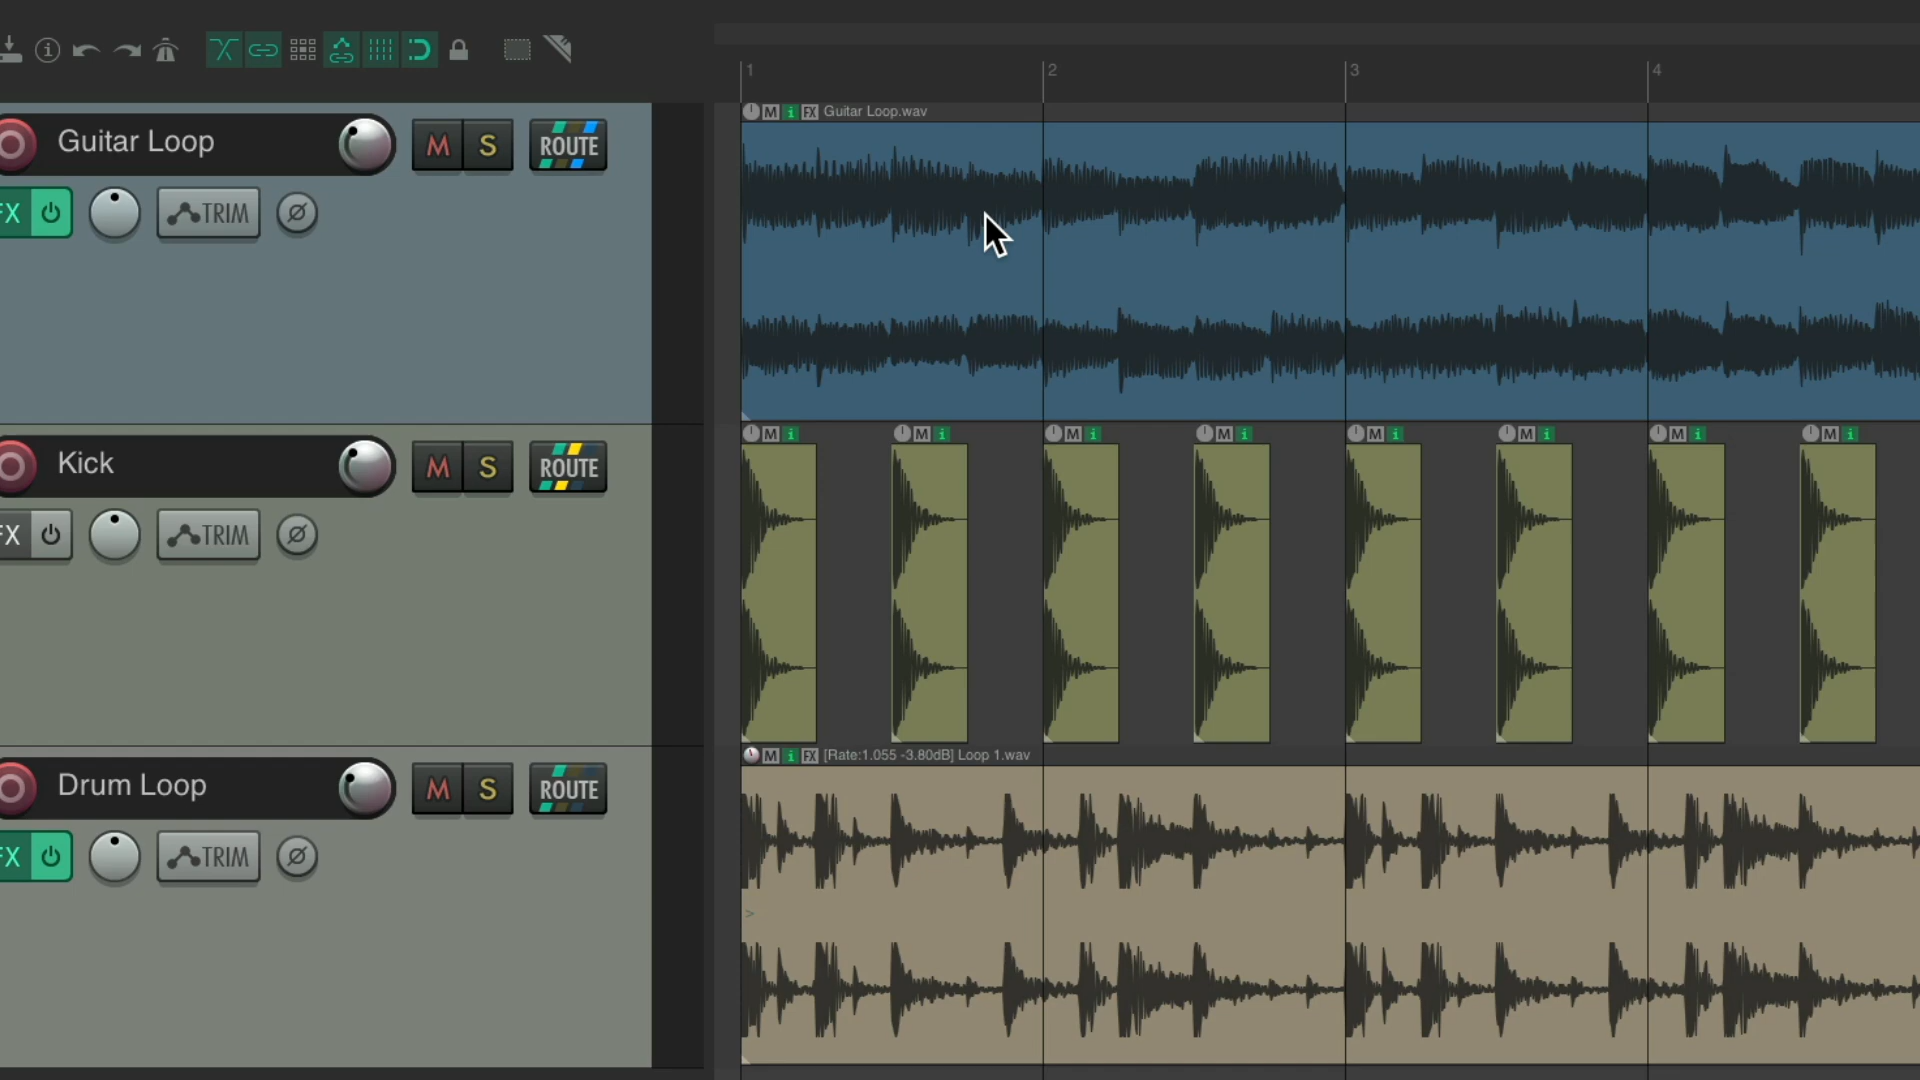 1 2 3 4
Guitar Loop M S ROUTE
M i FX Guitar Loop.wav
FX TRIM
M i M i M i M i M i M i M i M i
Kick M S ROUTE
FX TRIM
M i FX [Rate:1.055 -3.80dB] Loop 1.wav
Drum Loop M S ROUTE
FX TRIM